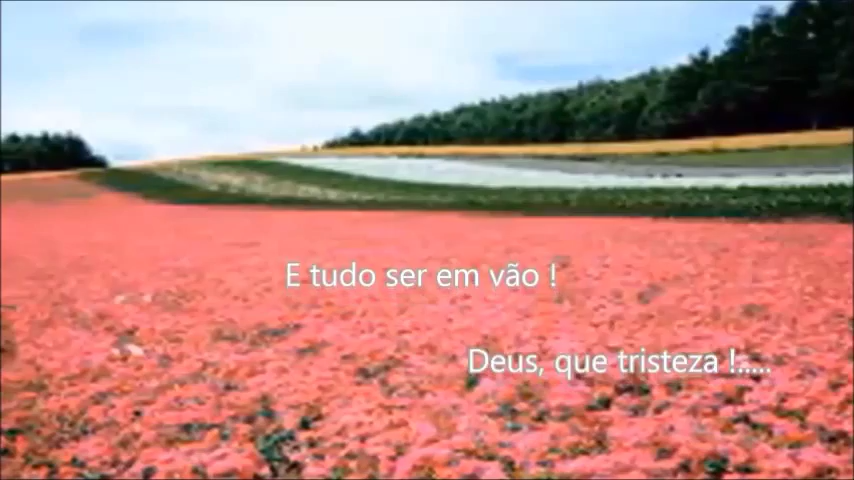 E tudo ser em vão !
Deus, que tristeza !.....